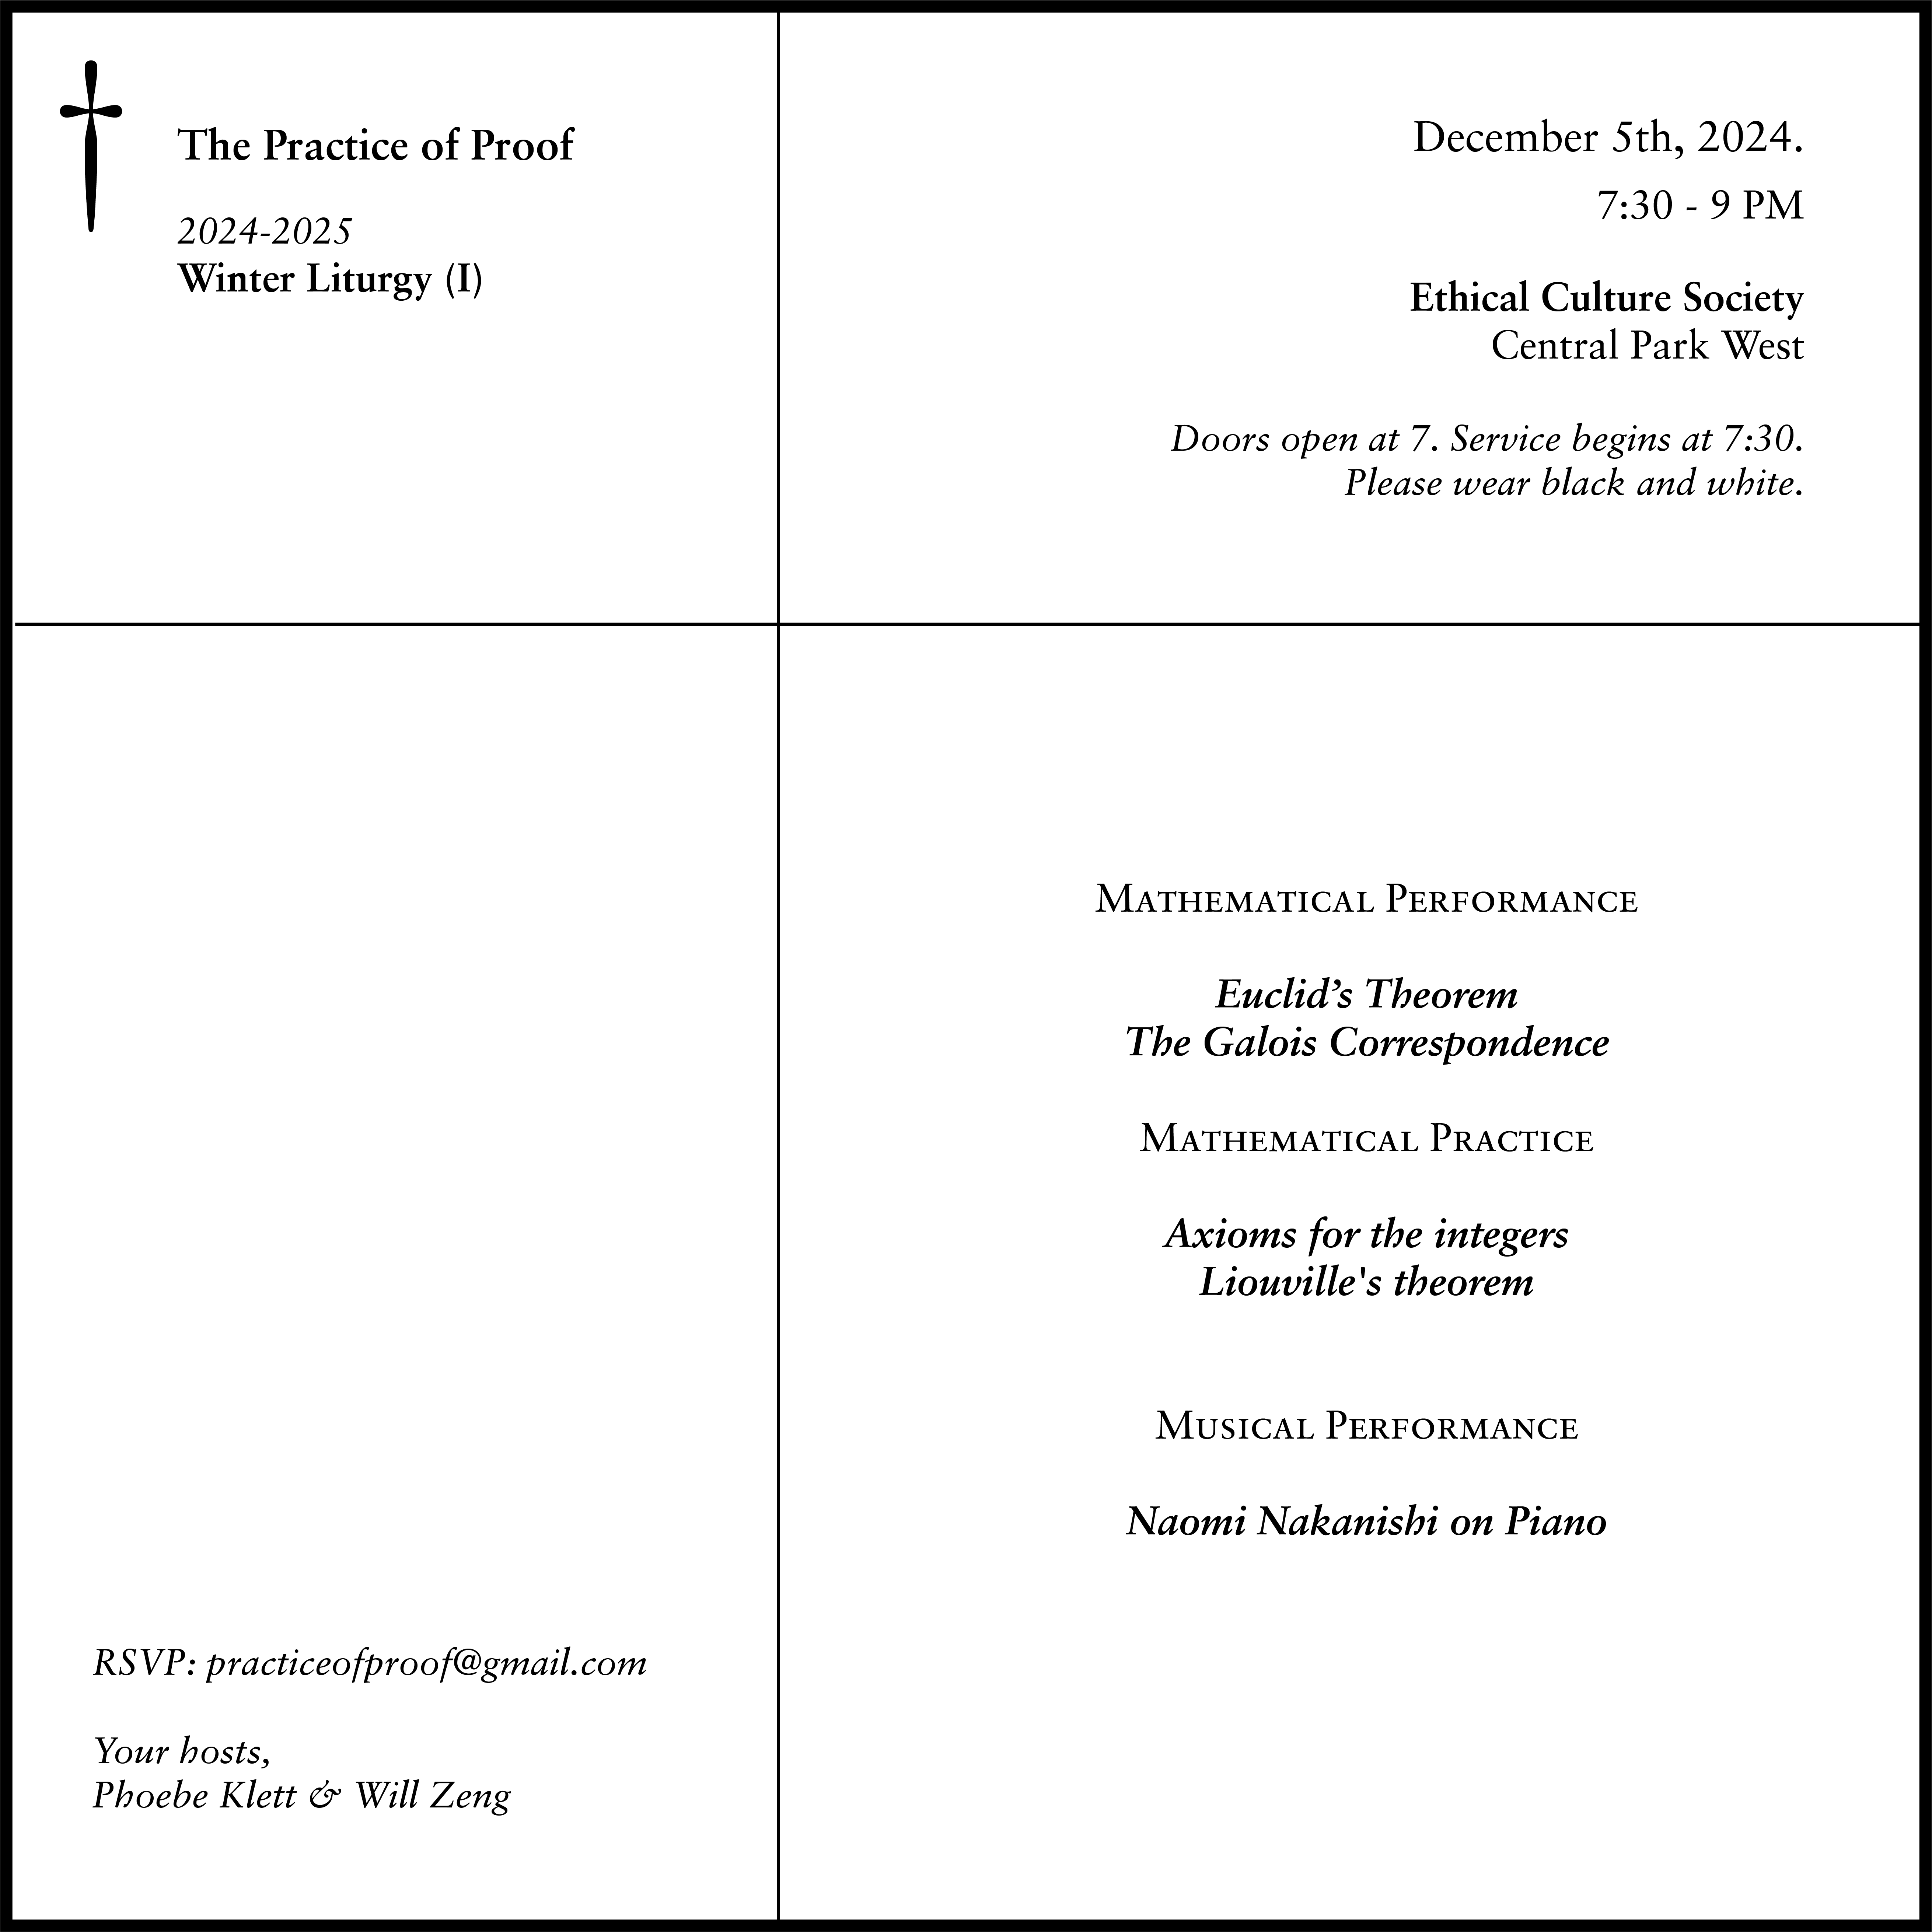 †
The Practice of Proof
2024-2025
Winter Liturgy (I)
December 5th, 2024.
7:30 - 9 PM
Ethical Culture Society
Central Park West
Doors open at 7. Service begins at 7:30.
Please wear black and white.
Mathematical Performance
Euclid’s Theorem
The Galois Correspondence
Mathematical Practice
Axioms for the integers
Liouville's theorem
Musical Performance
Naomi Nakanishi on Piano
RSVP: practiceofproof@gmail.com
Your hosts,
Phoebe Klett & Will Zeng